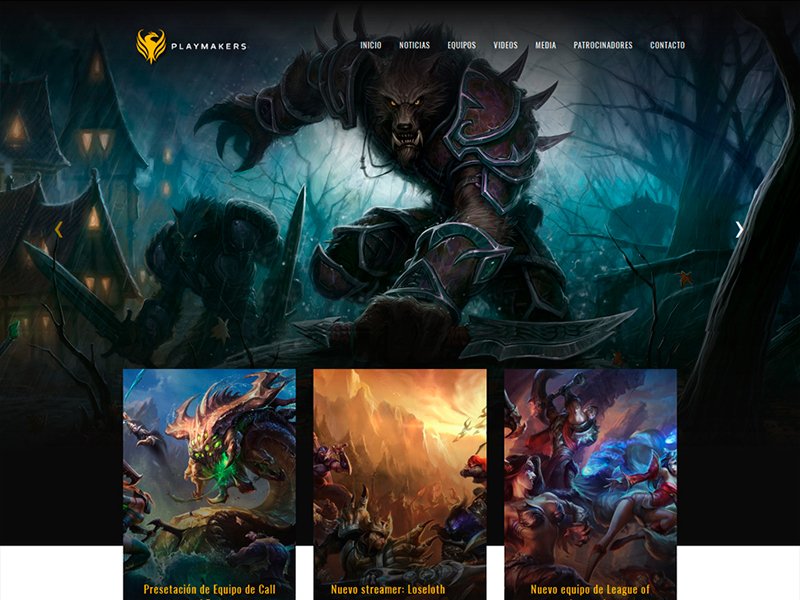 PLAYMAKERS
INICIO NOTICIAS EQUIPOS VIDEOS MEDIA PATROCINADORES CONTACTO
Presetación de Equipo de Call
Nuevo streamer: Loseloth
Nuevo equipo de League of